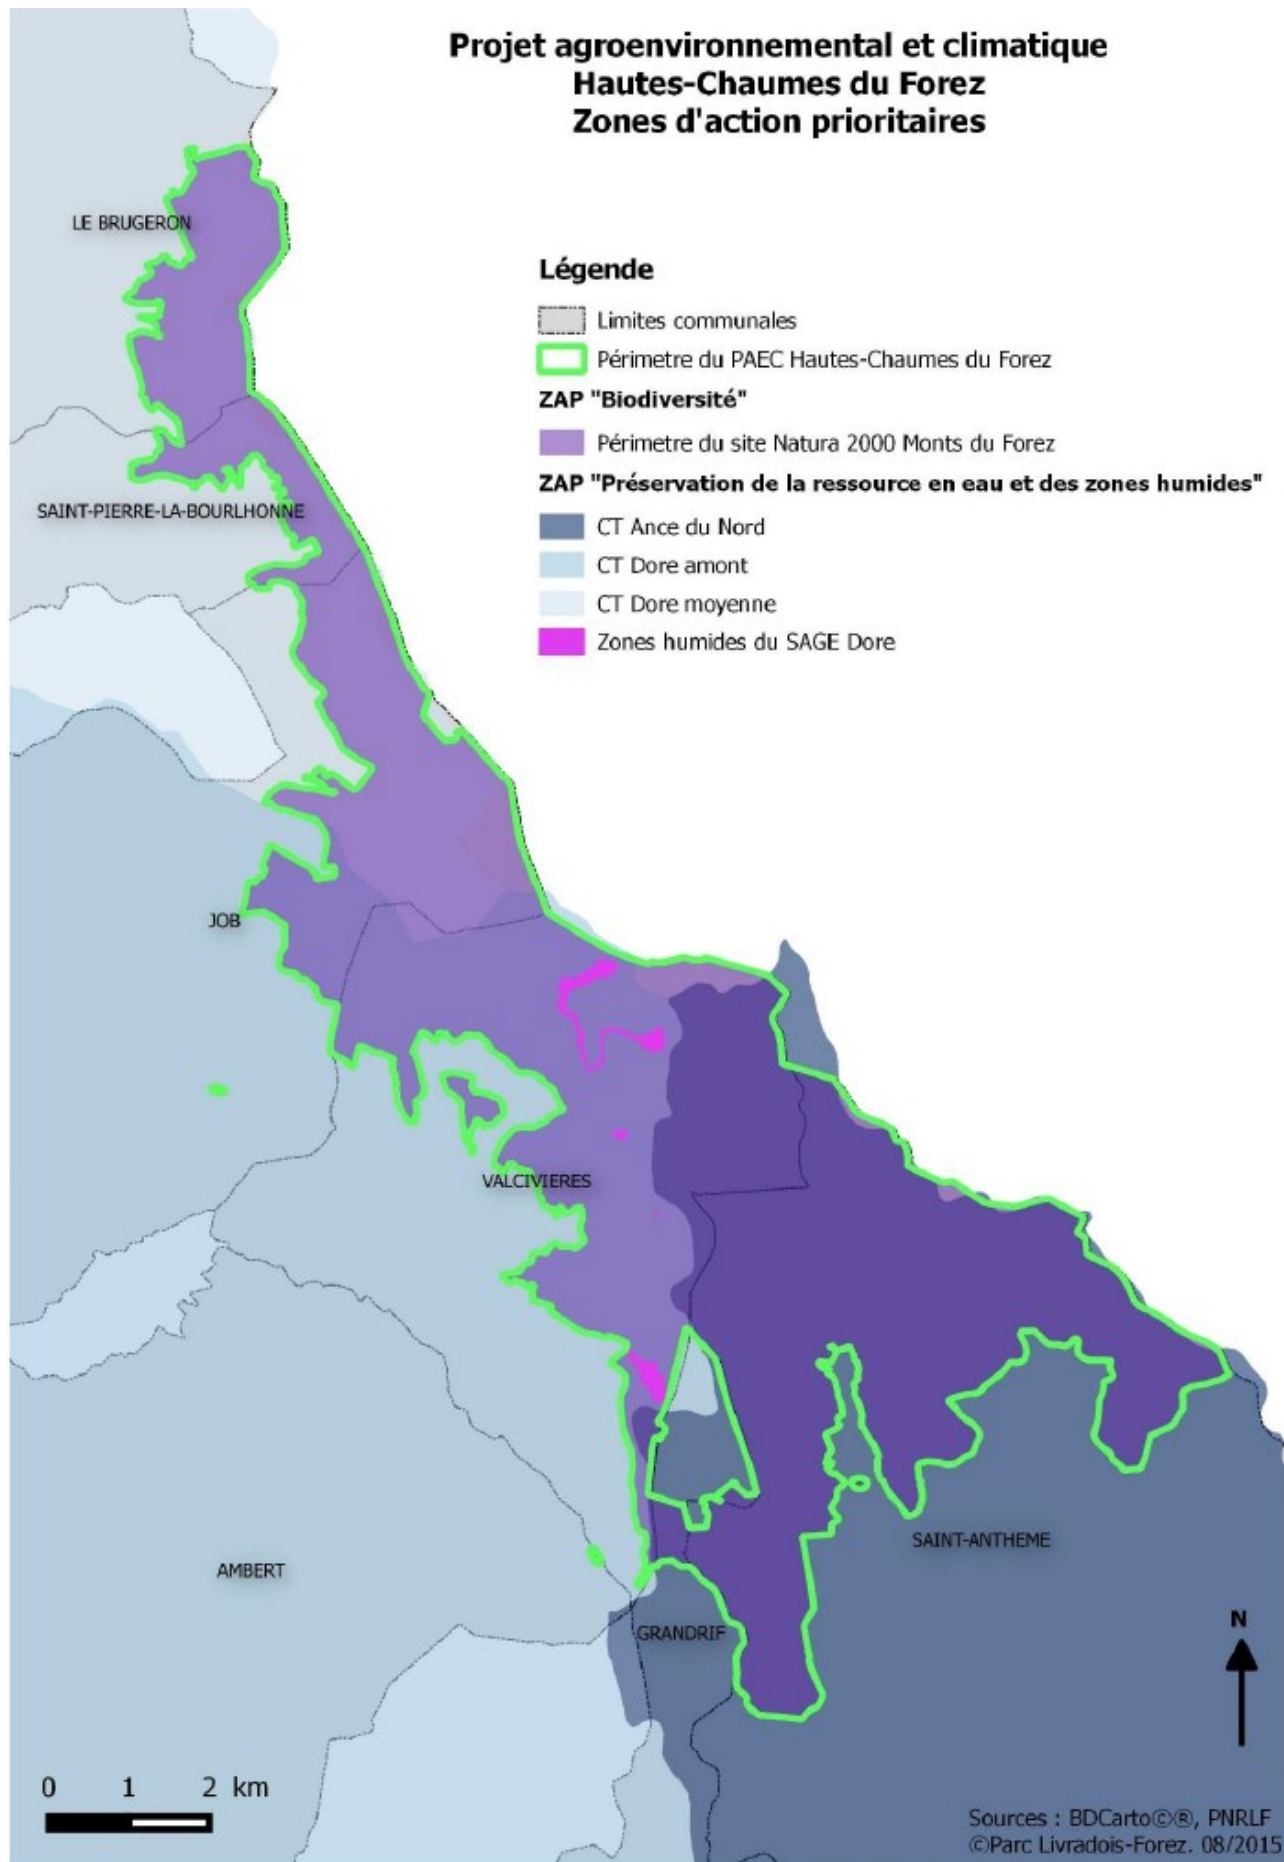 Projet agroenvironnemental et climatique
Hautes-Chaumes du Forez
Zones d'action prioritaires
LE BRUGERON
Légende
Limites communales
Périmetre du PAEC Hautes-Chaumes du Forez
ZAP "Biodiversité"
Périmetre du site Natura 2000 Monts du Forez
ZAP "Préservation de la ressource en eau et des zones humides"
SAINT-PIERRE-LA-BOURLHONNE
CT Ance du Nord
CT Dore amont
CT Dore moyenne
Zones humides du SAGE Dore
JOB
VALCIVIERES
SAINT-ANTHEME
AMBERT
GRANDRIF
N
0 1 2 km
Sources : BDCarto©®, PNRLF
©Parc Livradois-Forez. 08/2015